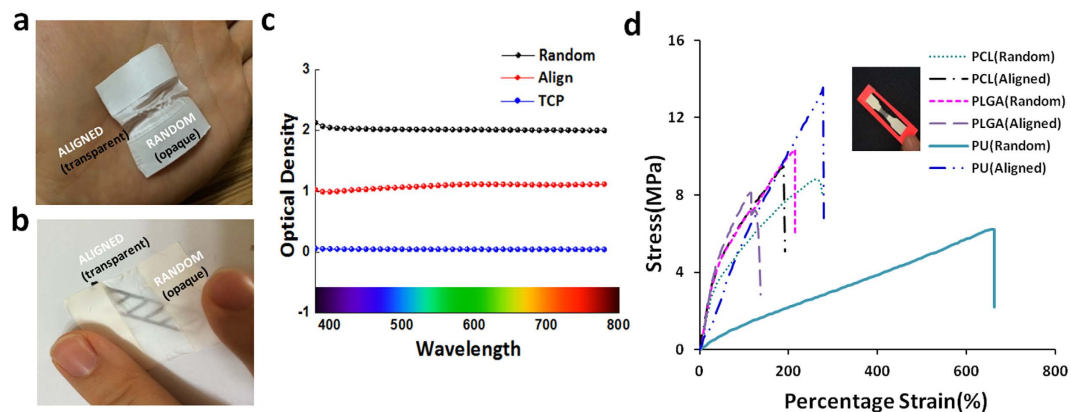 a
ALIGNED
(transparent)
RANDOM
(opaque)
b
ALIGNED
(transparent)
RANDOM
(opaque)
c
Random
Align
TCP
3
2
1
0
-1
Optical Density
400 500 600 700 800
Wavelength
d
PCL(Random)
PCL(Aligned)
PLGA(Random)
PLGA(Aligned)
PU(Random)
PU(Aligned)
16
12
8
4
0
Stress(MPa)
0 200 400 600 800
Percentage Strain(%)